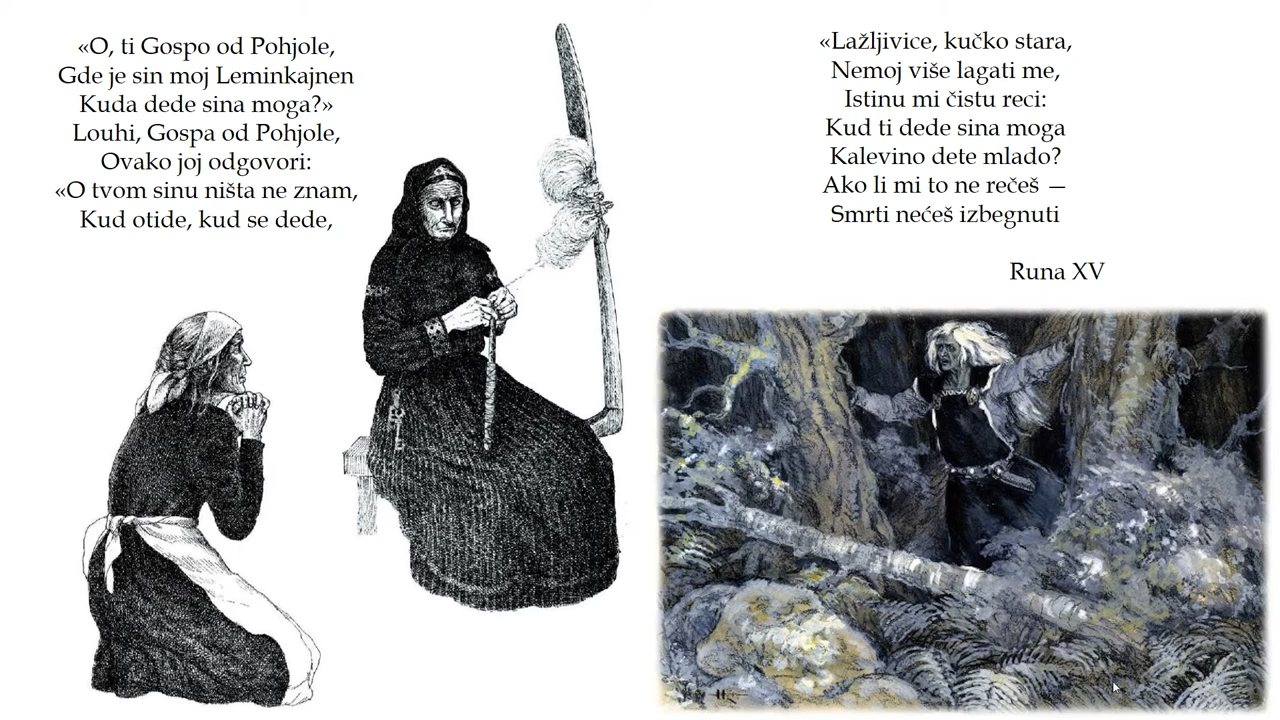 «O, ti Gospo od Pohjole,
Gde je sin moj Leminkajnen
Kuda dede sina moga?»
Louhi, Gospa od Pohjole,
Ovako joj odgovori:
«O tvom sinu ništa ne znam,
Kud otide, kud se dede,
«Lažljivice, kučko stara,
Nemoj više lagati me,
Istinu mi čistu reci:
Kud ti dede sina moga
Kalevino dete mlado?
Ako li mi to ne rečeš —
Smrti nećeš izbegnuti
Runa XV